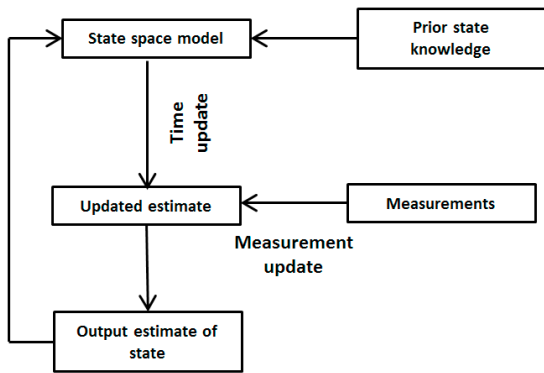 State space model
Prior state
knowledge
Time
update
Updated estimate
Measurements
Measurement
update
Output estimate of
state